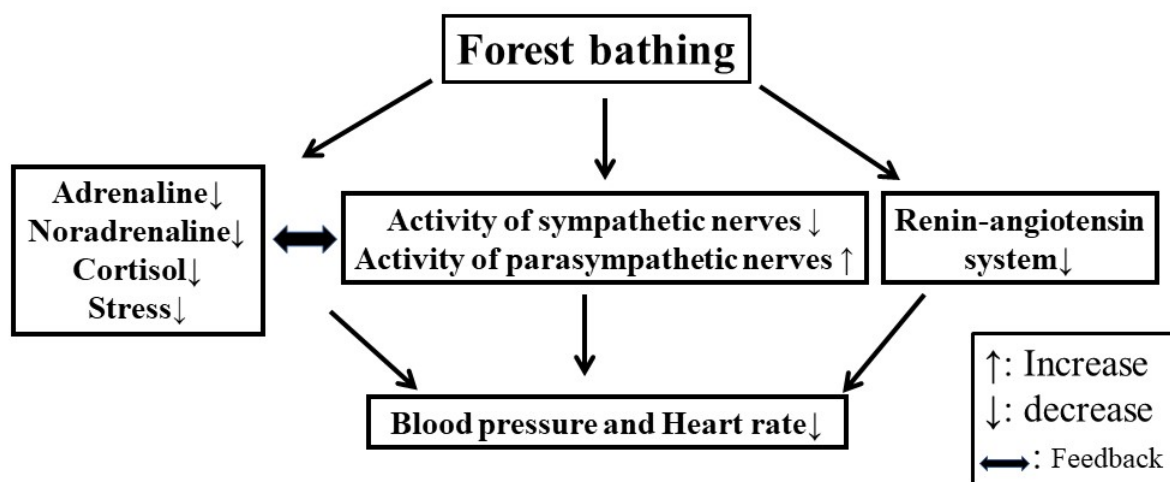 Forest bathing
Adrenaline↓
Noradrenaline↓
Cortisol↓
Stress↓
Activity of sympathetic nerves ↓
Activity of parasympathetic nerves ↑
Renin-angiotensin
system↓
Blood pressure and Heart rate↓
↑: Increase
↓: decrease
: Feedback